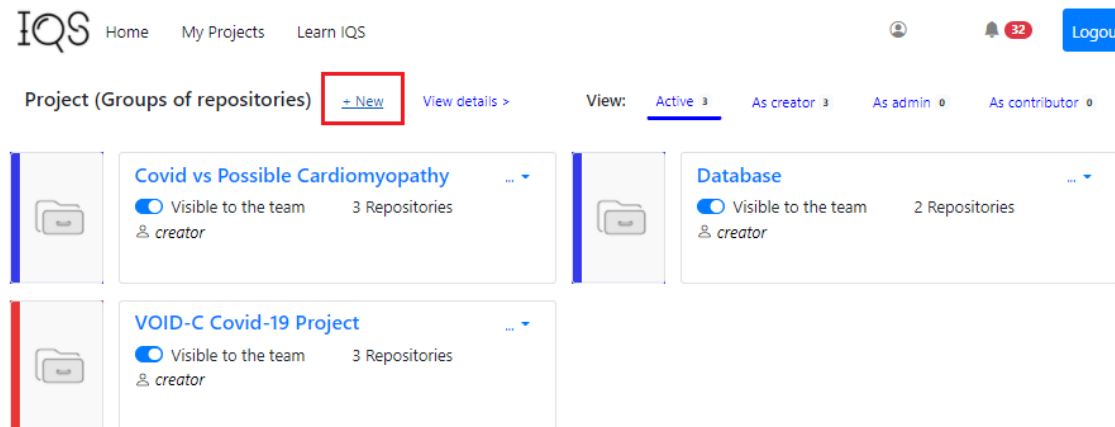 IQS Home My Projects Learn IQS 32 Logou
Project (Groups of repositories) + New View details > View: Active 3 As creator 3 As admin 0 As contributor 0
Covid vs Possible Cardiomyopathy ...
Visible to the team 3 Repositories
creator
Database ...
Visible to the team 2 Repositories
creator
VOID-C Covid-19 Project ...
Visible to the team 3 Repositories
creator